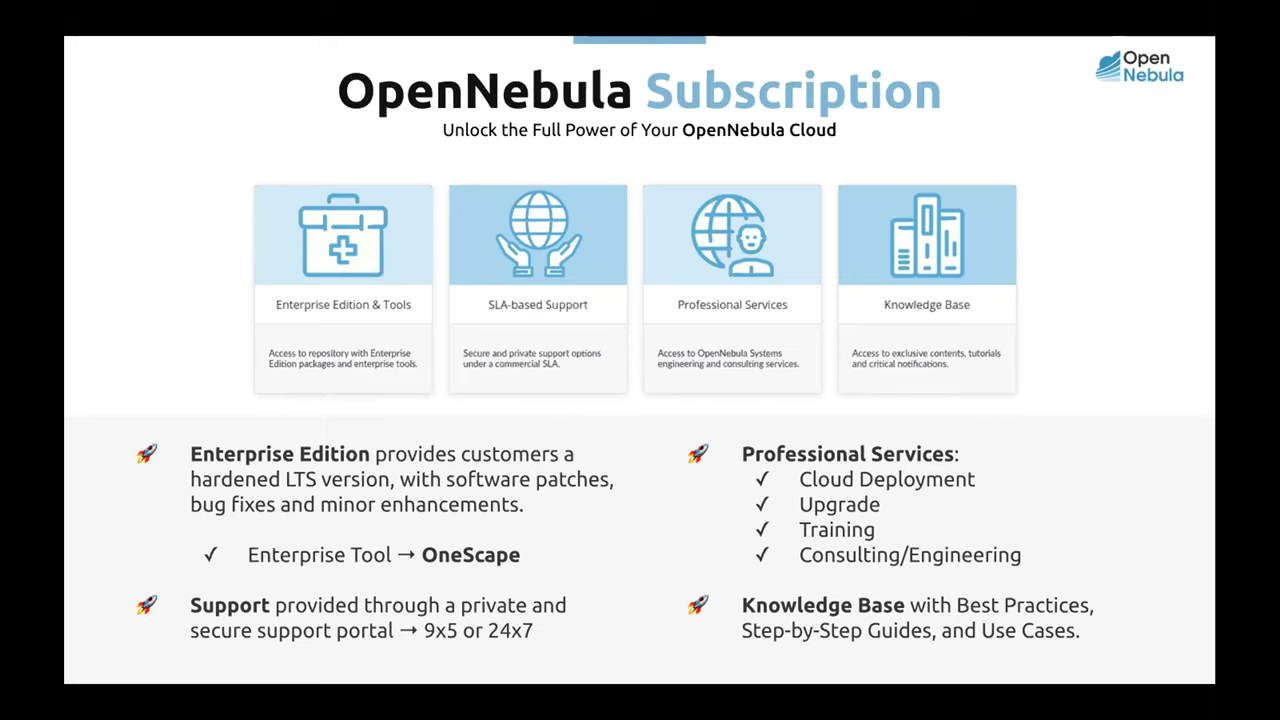 Open
Nebula
OpenNebula Subscription
Unlock the Full Power of Your OpenNebula Cloud
Enterprise Edition & Tools
Access to repository with Enterprise
Edition packages and enterprise tools.
SLA-based Support
Secure and private support options
under a commercial SLA.
Professional Services
Access to OpenNebula Systems
engineering and consulting services.
Knowledge Base
Access to exclusive contents, tutorials
and critical notifications.
🚀 Enterprise Edition provides customers a
hardened LTS version, with software patches,
bug fixes and minor enhancements.
✓ Enterprise Tool → OneScape
🚀 Support provided through a private and
secure support portal → 9x5 or 24x7
🚀 Professional Services:
✓ Cloud Deployment
✓ Upgrade
✓ Training
✓ Consulting/Engineering
🚀 Knowledge Base with Best Practices,
Step-by-Step Guides, and Use Cases.